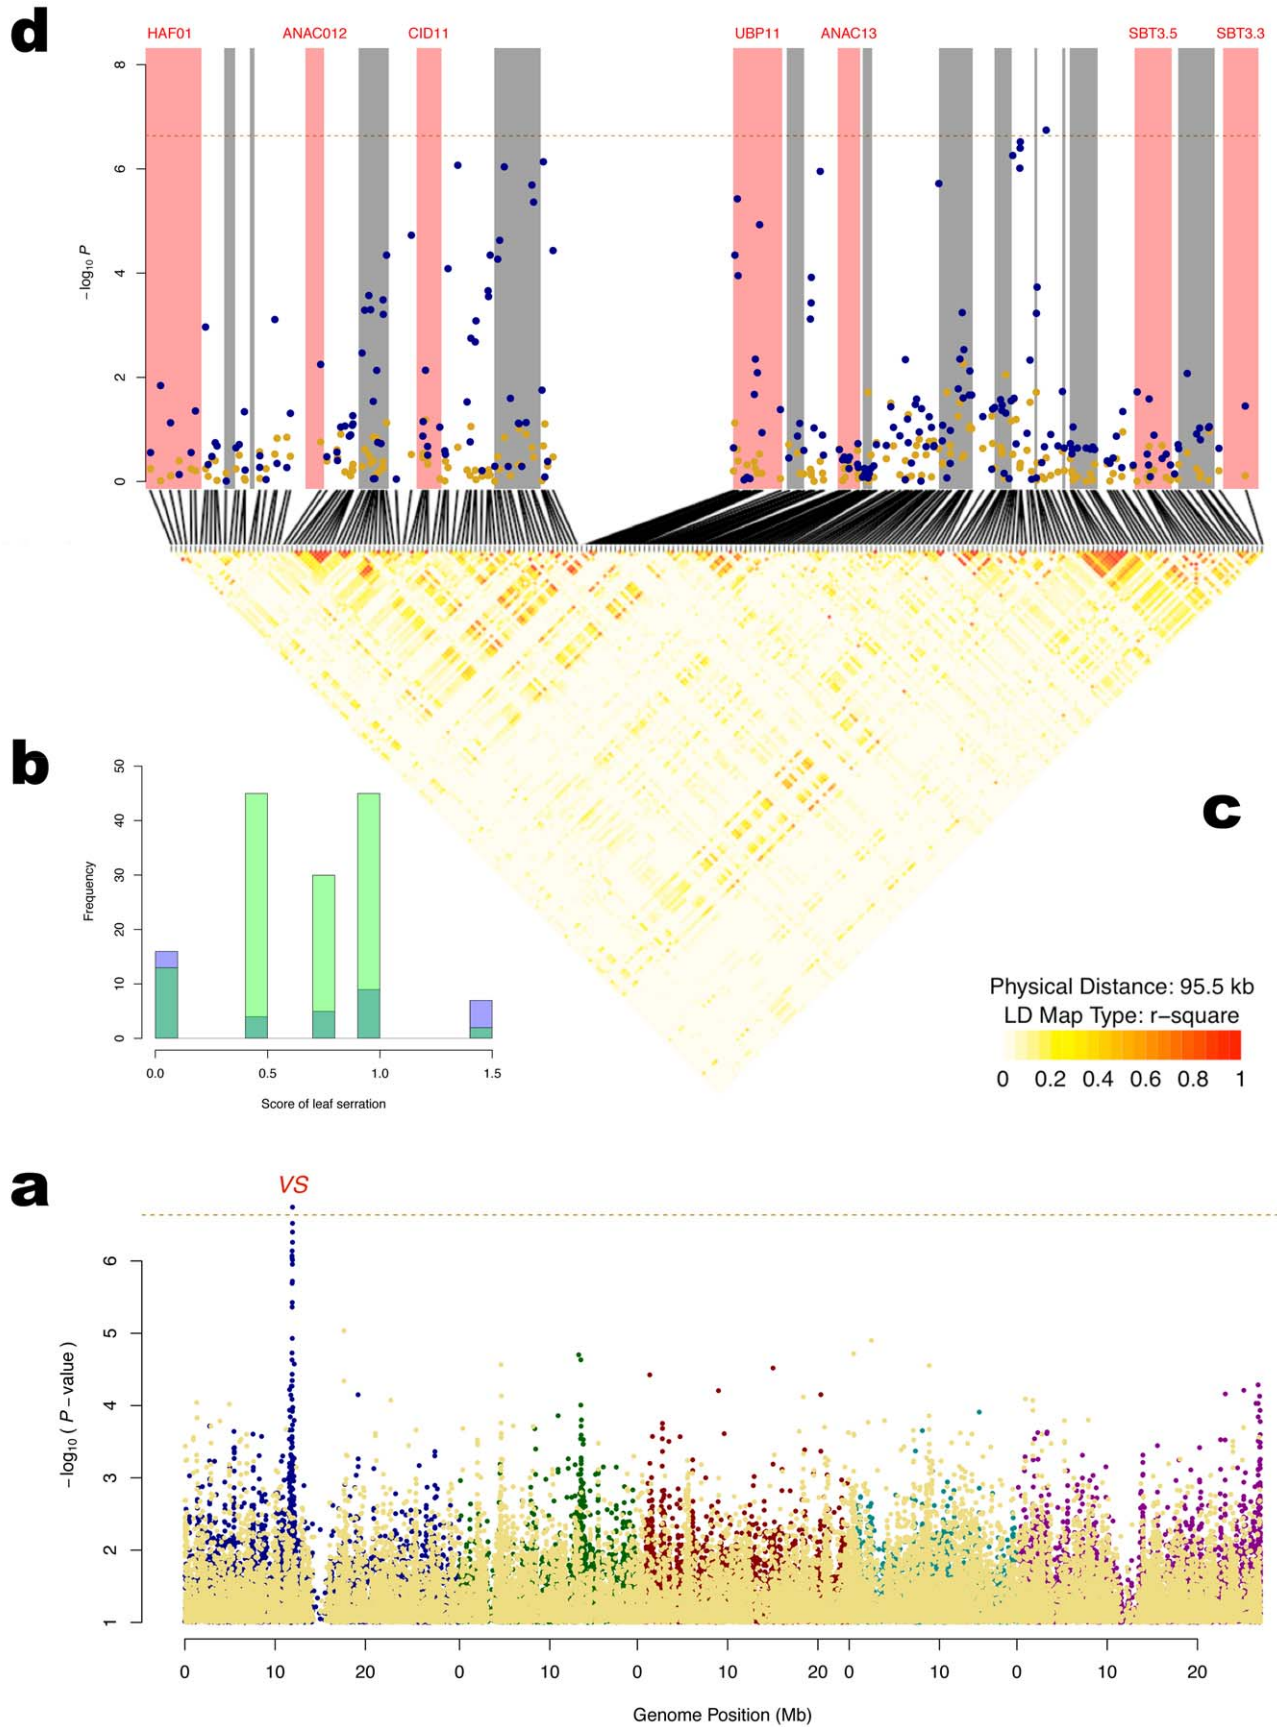 d
HAF01 ANAC012 CID11 UBP11 ANAC13 SBT3.5 SBT3.3
8
6
4
2
0
−log10 P
b
50
40
30
20
10
0
Frequency
0.0 0.5 1.0 1.5
Score of leaf serration
c
Physical Distance: 95.5 kb
LD Map Type: r−square
0 0.2 0.4 0.6 0.8 1
a
VS
6
5
4
3
2
1
−log10 ( P−value )
0 10 20 0 10 0 10 20 0 10 0 10 20
Genome Position (Mb)